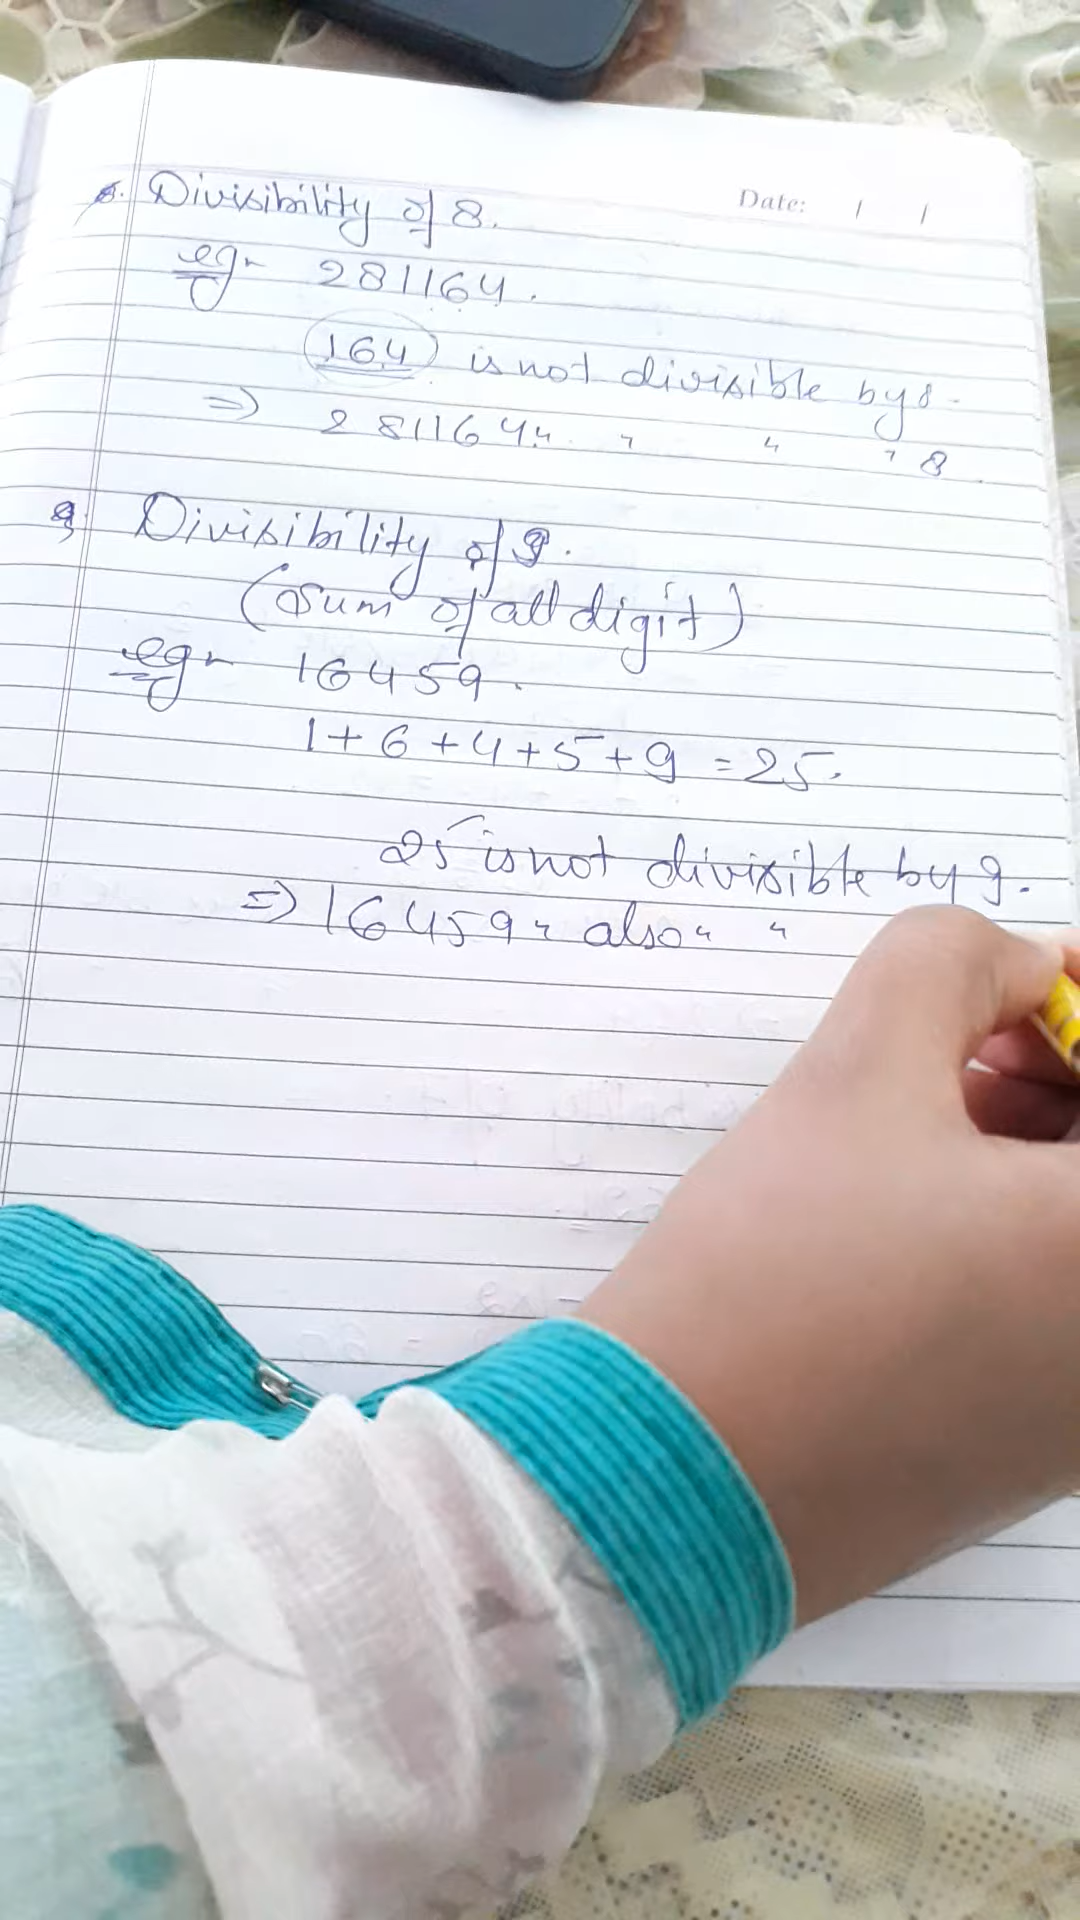 Date: / /
8. Divisibility of 8.
eg- 281164.
164 is not divisible by 8.
=> 281164 " " " " 8
9. Divisibility of 9.
(Sum of all digit)
eg- 16459.
1+6+4+5+9 = 25.
25 is not divisible by 9.
=> 16459 " also " "